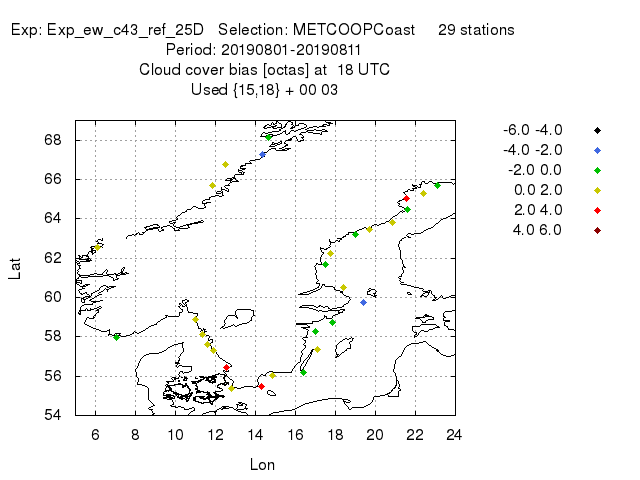 Exp: Exp_ew_c43_ref_25D Selection: METCOOPCoast 29 stations
Period: 20190801-20190811
Cloud cover bias [octas] at 18 UTC
Used {15,18} + 00 03
68
66
64
62
60
58
56
54
Lat
6 8 10 12 14 16 18 20 22 24
Lon
-6.0 -4.0
-4.0 -2.0
-2.0 0.0
0.0 2.0
2.0 4.0
4.0 6.0